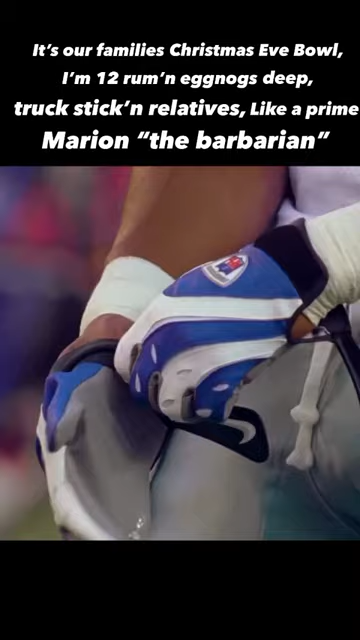 It's our families Christmas Eve Bowl,
I'm 12 rum'n eggnogs deep,
truck stick'n relatives, Like a prime
Marion "the barbarian"